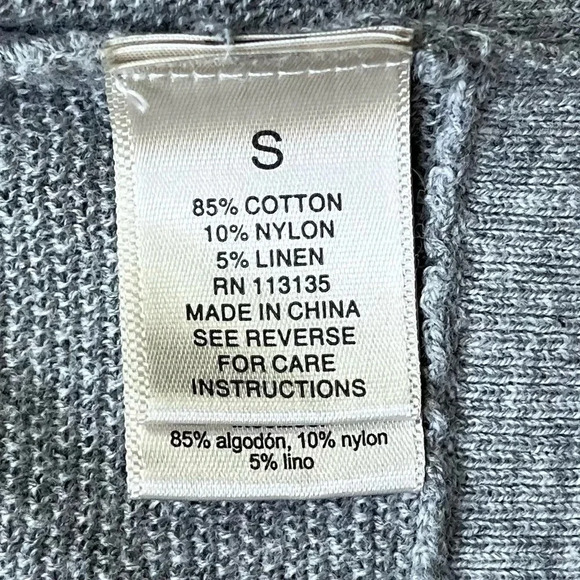 S
85% COTTON
10% NYLON
5% LINEN
RN 113135
MADE IN CHINA
SEE REVERSE
FOR CARE
INSTRUCTIONS
85% algodón, 10% nylon
5% lino